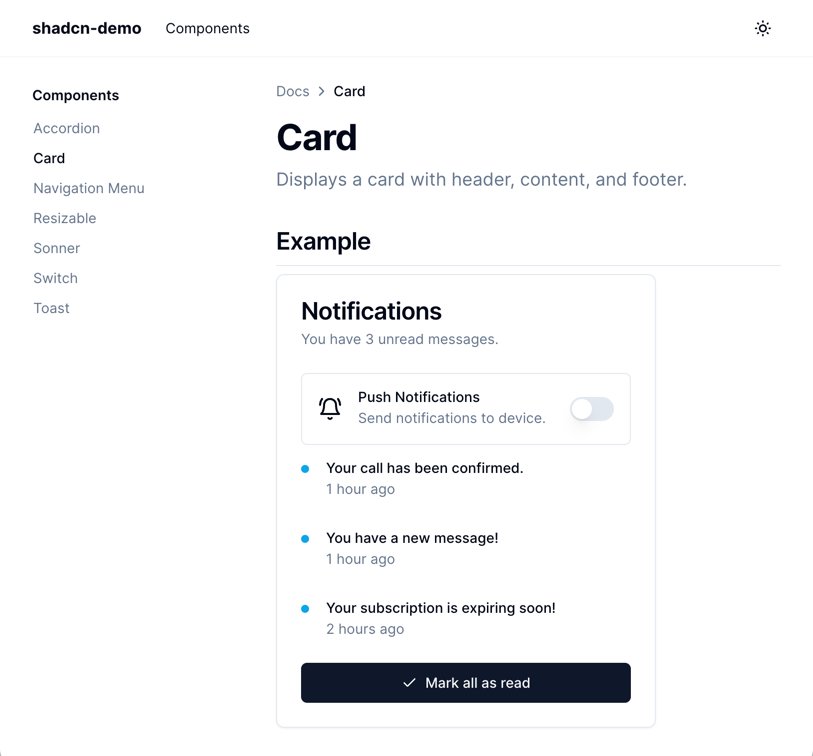 shadcn-demo Components
Components
Accordion
Card
Navigation Menu
Resizable
Sonner
Switch
Toast
Docs > Card
Card
Displays a card with header, content, and footer.
Example
Notifications
You have 3 unread messages.
Push Notifications
Send notifications to device.
Your call has been confirmed.
1 hour ago
You have a new message!
1 hour ago
Your subscription is expiring soon!
2 hours ago
Mark all as read